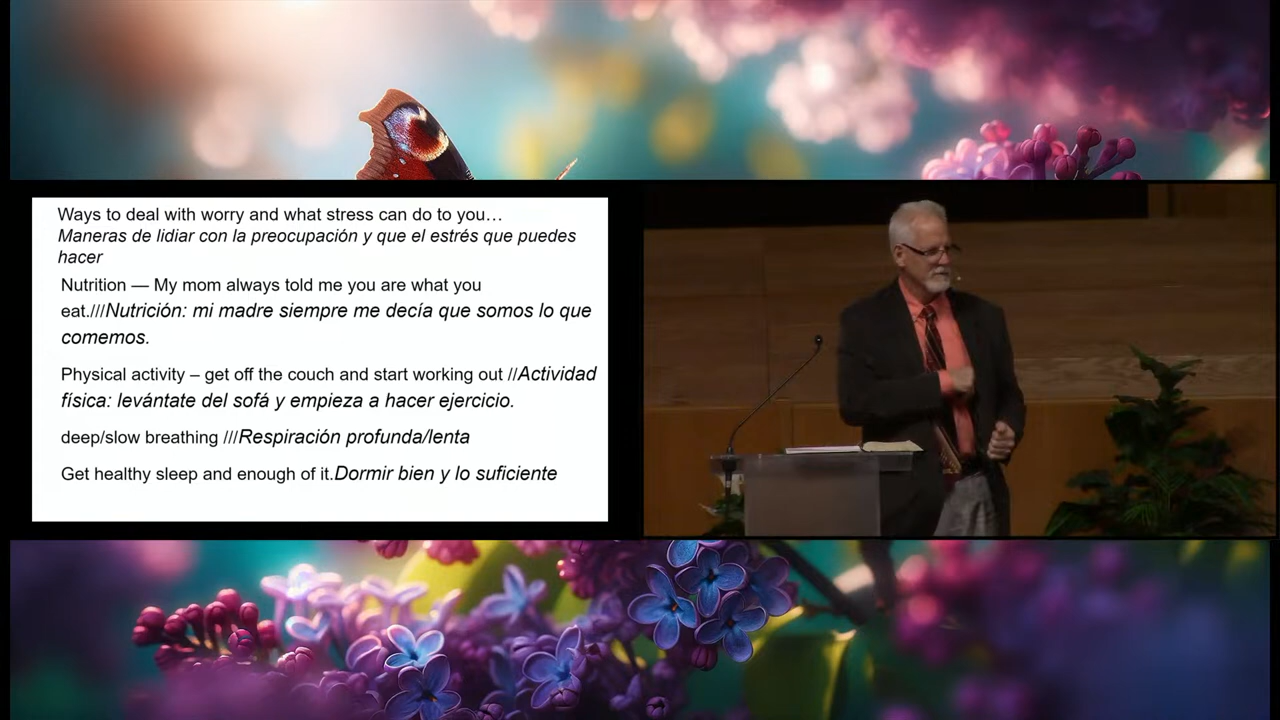 Ways to deal with worry and what stress can do to you…
Maneras de lidiar con la preocupación y que el estrés que puedes
hacer
Nutrition — My mom always told me you are what you
eat.///Nutrición: mi madre siempre me decía que somos lo que
comemos.
Physical activity – get off the couch and start working out //Actividad
física: levántate del sofá y empieza a hacer ejercicio.
deep/slow breathing ///Respiración profunda/lenta
Get healthy sleep and enough of it.Dormir bien y lo suficiente